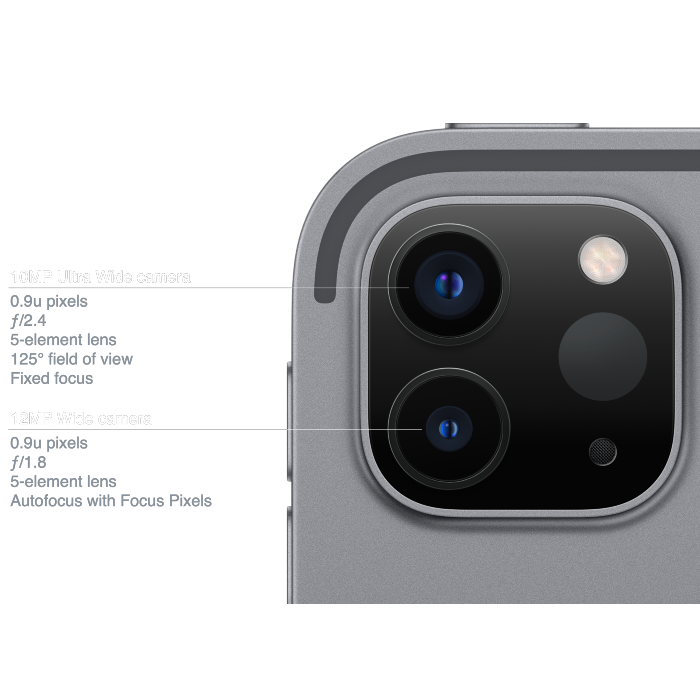 10MP Ultra Wide camera
0.9u pixels
ƒ/2.4
5-element lens
125° field of view
Fixed focus
12MP Wide camera
0.9u pixels
ƒ/1.8
5-element lens
Autofocus with Focus Pixels